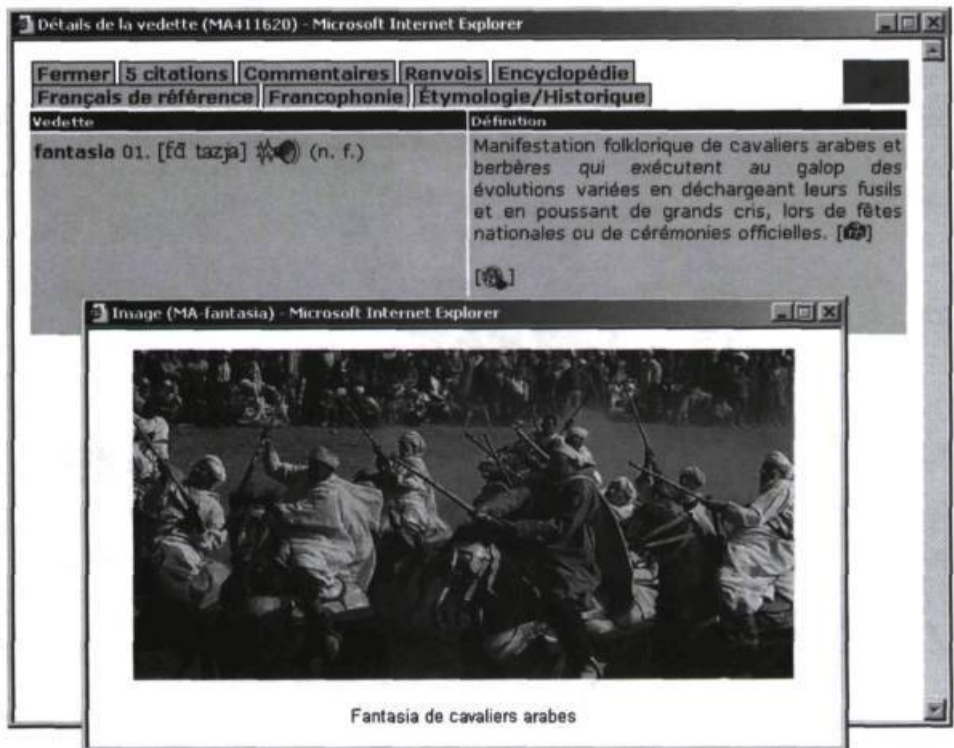 Détails de la vedette (MA411620) - Microsoft Internet Explorer
Fermer 5 citations Commentaires Renvois Encyclopédie
Français de référence Francophonie Étymologie/Historique
Vedette
fantasia 01. [fɑ̃ tazja] (n. f.)
Définition
Manifestation folklorique de cavaliers arabes et
berbères qui exécutent au galop des
évolutions variées en déchargeant leurs fusils
et en poussant de grands cris, lors de fêtes
nationales ou de cérémonies officielles. []
[]
Image (MA-fantasia) - Microsoft Internet Explorer
Fantasia de cavaliers arabes